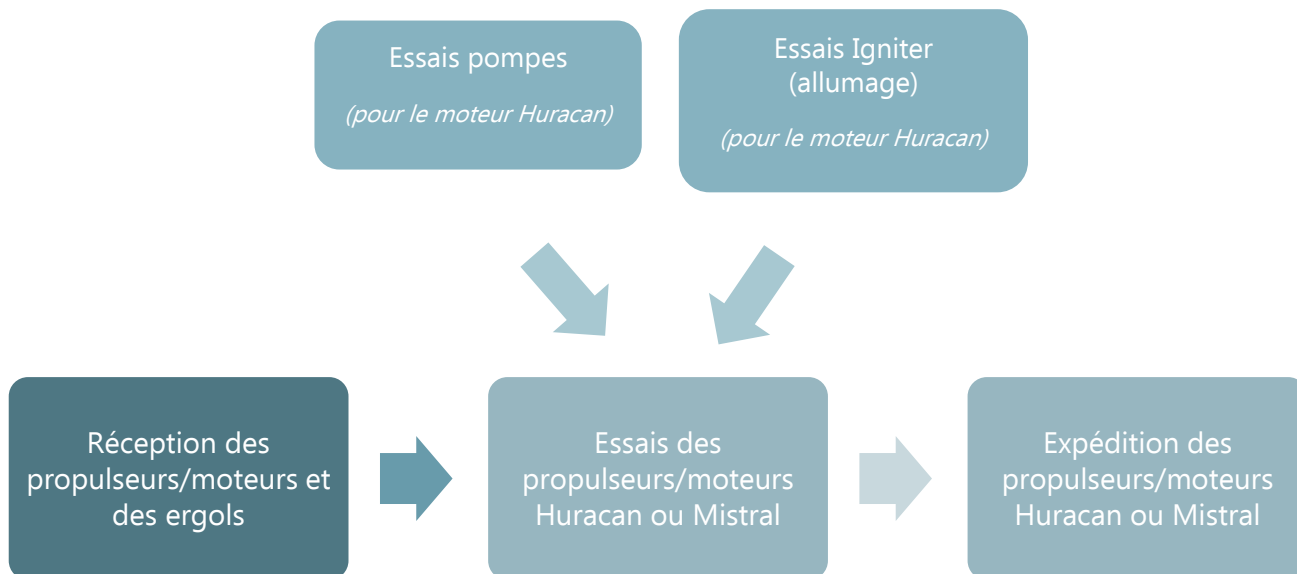 Essais pompes
(pour le moteur Huracan)
Essais Igniter
(allumage)
(pour le moteur Huracan)
Réception des
propulseurs/moteurs et
des ergols
Essais des
propulseurs/moteurs
Huracan ou Mistral
Expédition des
propulseurs/moteurs
Huracan ou Mistral